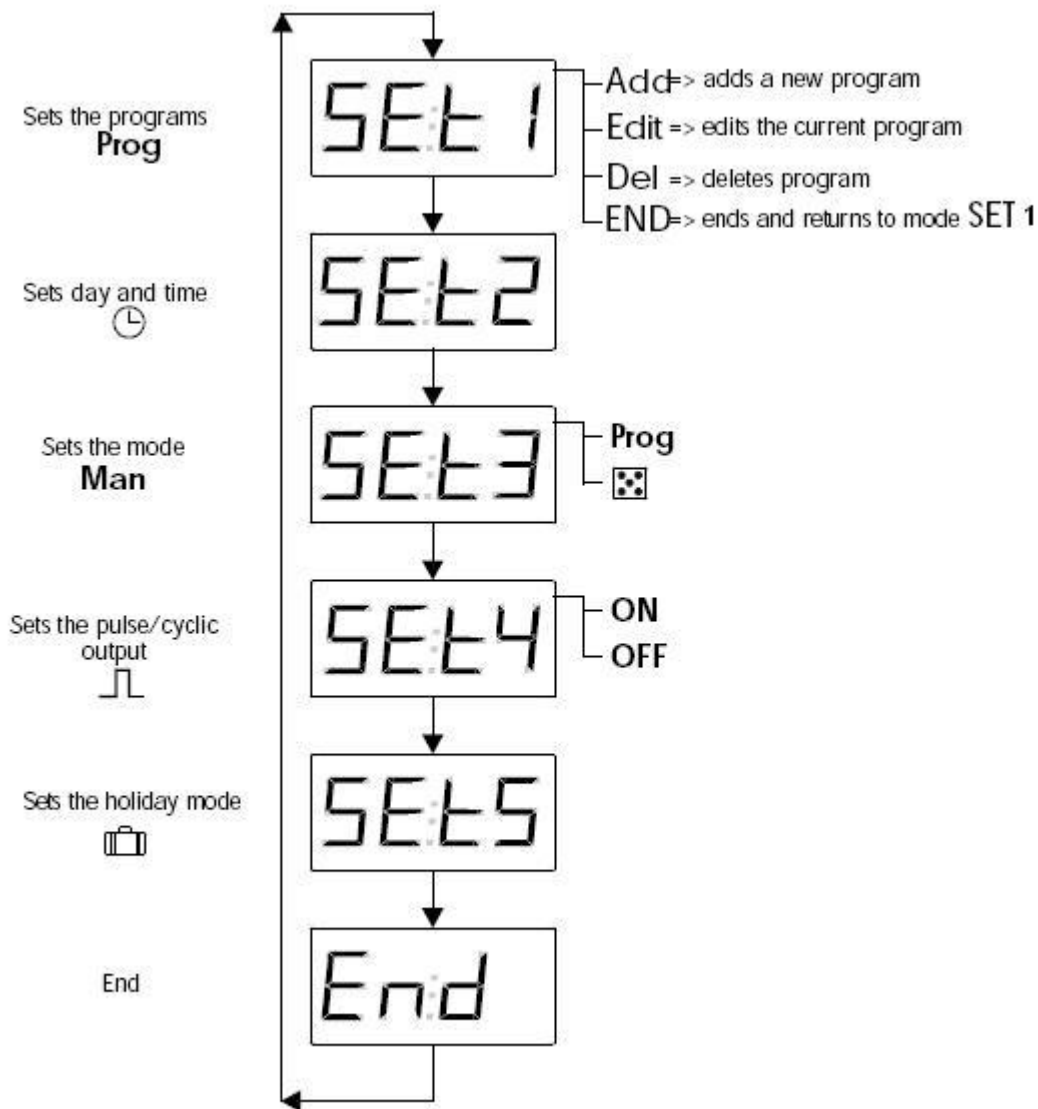 Sets the programs
Prog
SEt 1
Add=> adds a new program
Edit => edits the current program
Del => deletes program
END=> ends and returns to mode SET 1
Sets day and time
SEt2
Sets the mode
Man
SEt3
Prog
Sets the pulse/cyclic
output
SEt4
ON
OFF
Sets the holiday mode
SEt5
End
End